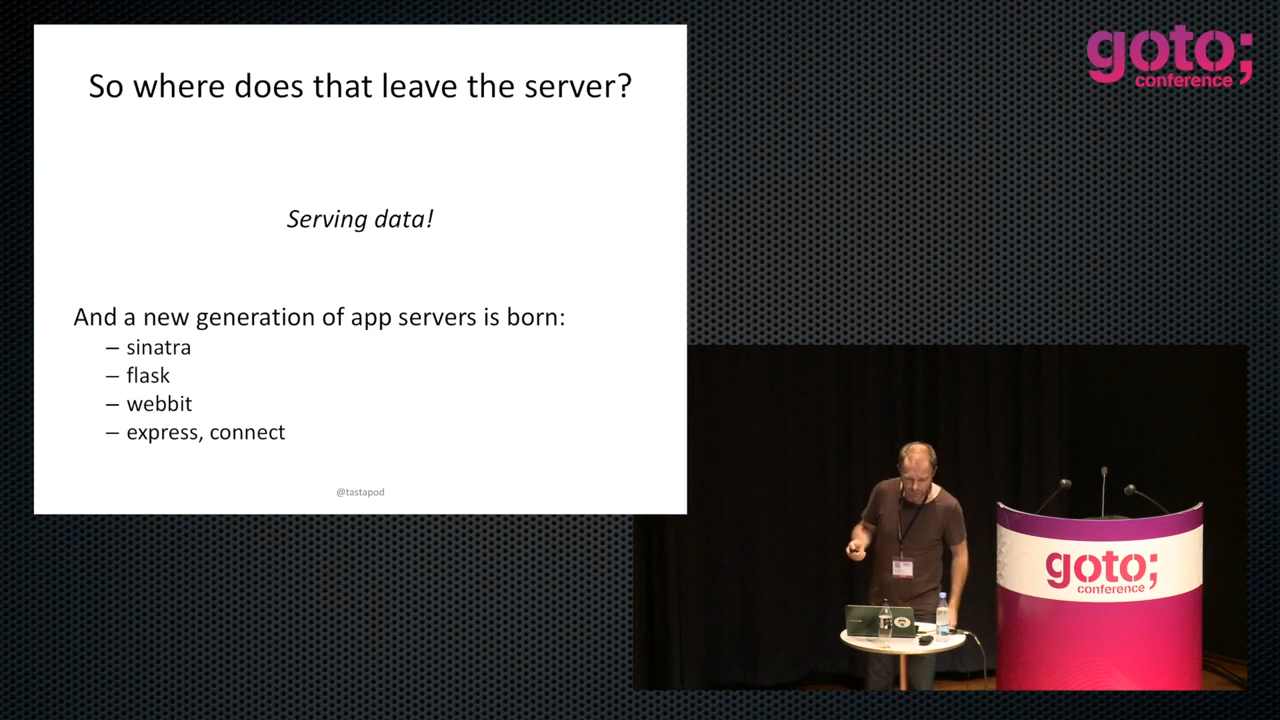 So where does that leave the server?
Serving data!
And a new generation of app servers is born:
– sinatra
– flask
– webbit
– express, connect
@tastapod
goto;
conference
goto;
conference